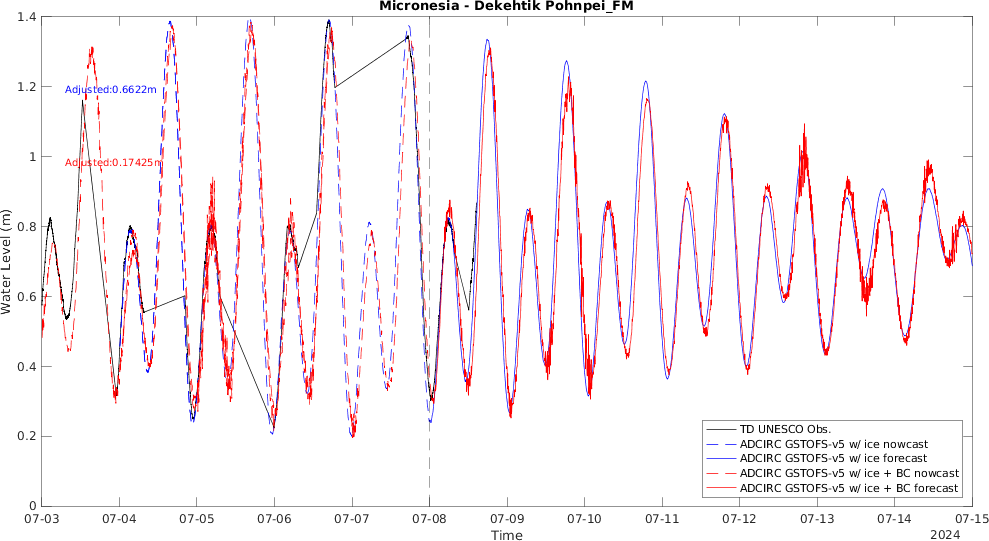 Micronesia - Dekehtik Pohnpei_FM
1.4
1.2
1
0.8
0.6
0.4
0.2
0
Water Level (m)
Adjusted:0.6622m
Adjusted:0.17425m
TD UNESCO Obs.
ADCIRC GSTOFS-v5 w/ ice nowcast
ADCIRC GSTOFS-v5 w/ ice forecast
ADCIRC GSTOFS-v5 w/ ice + BC nowcast
ADCIRC GSTOFS-v5 w/ ice + BC forecast
07-03 07-04 07-05 07-06 07-07 07-08 07-09 07-10 07-11 07-12 07-13 07-14 07-15
Time
2024